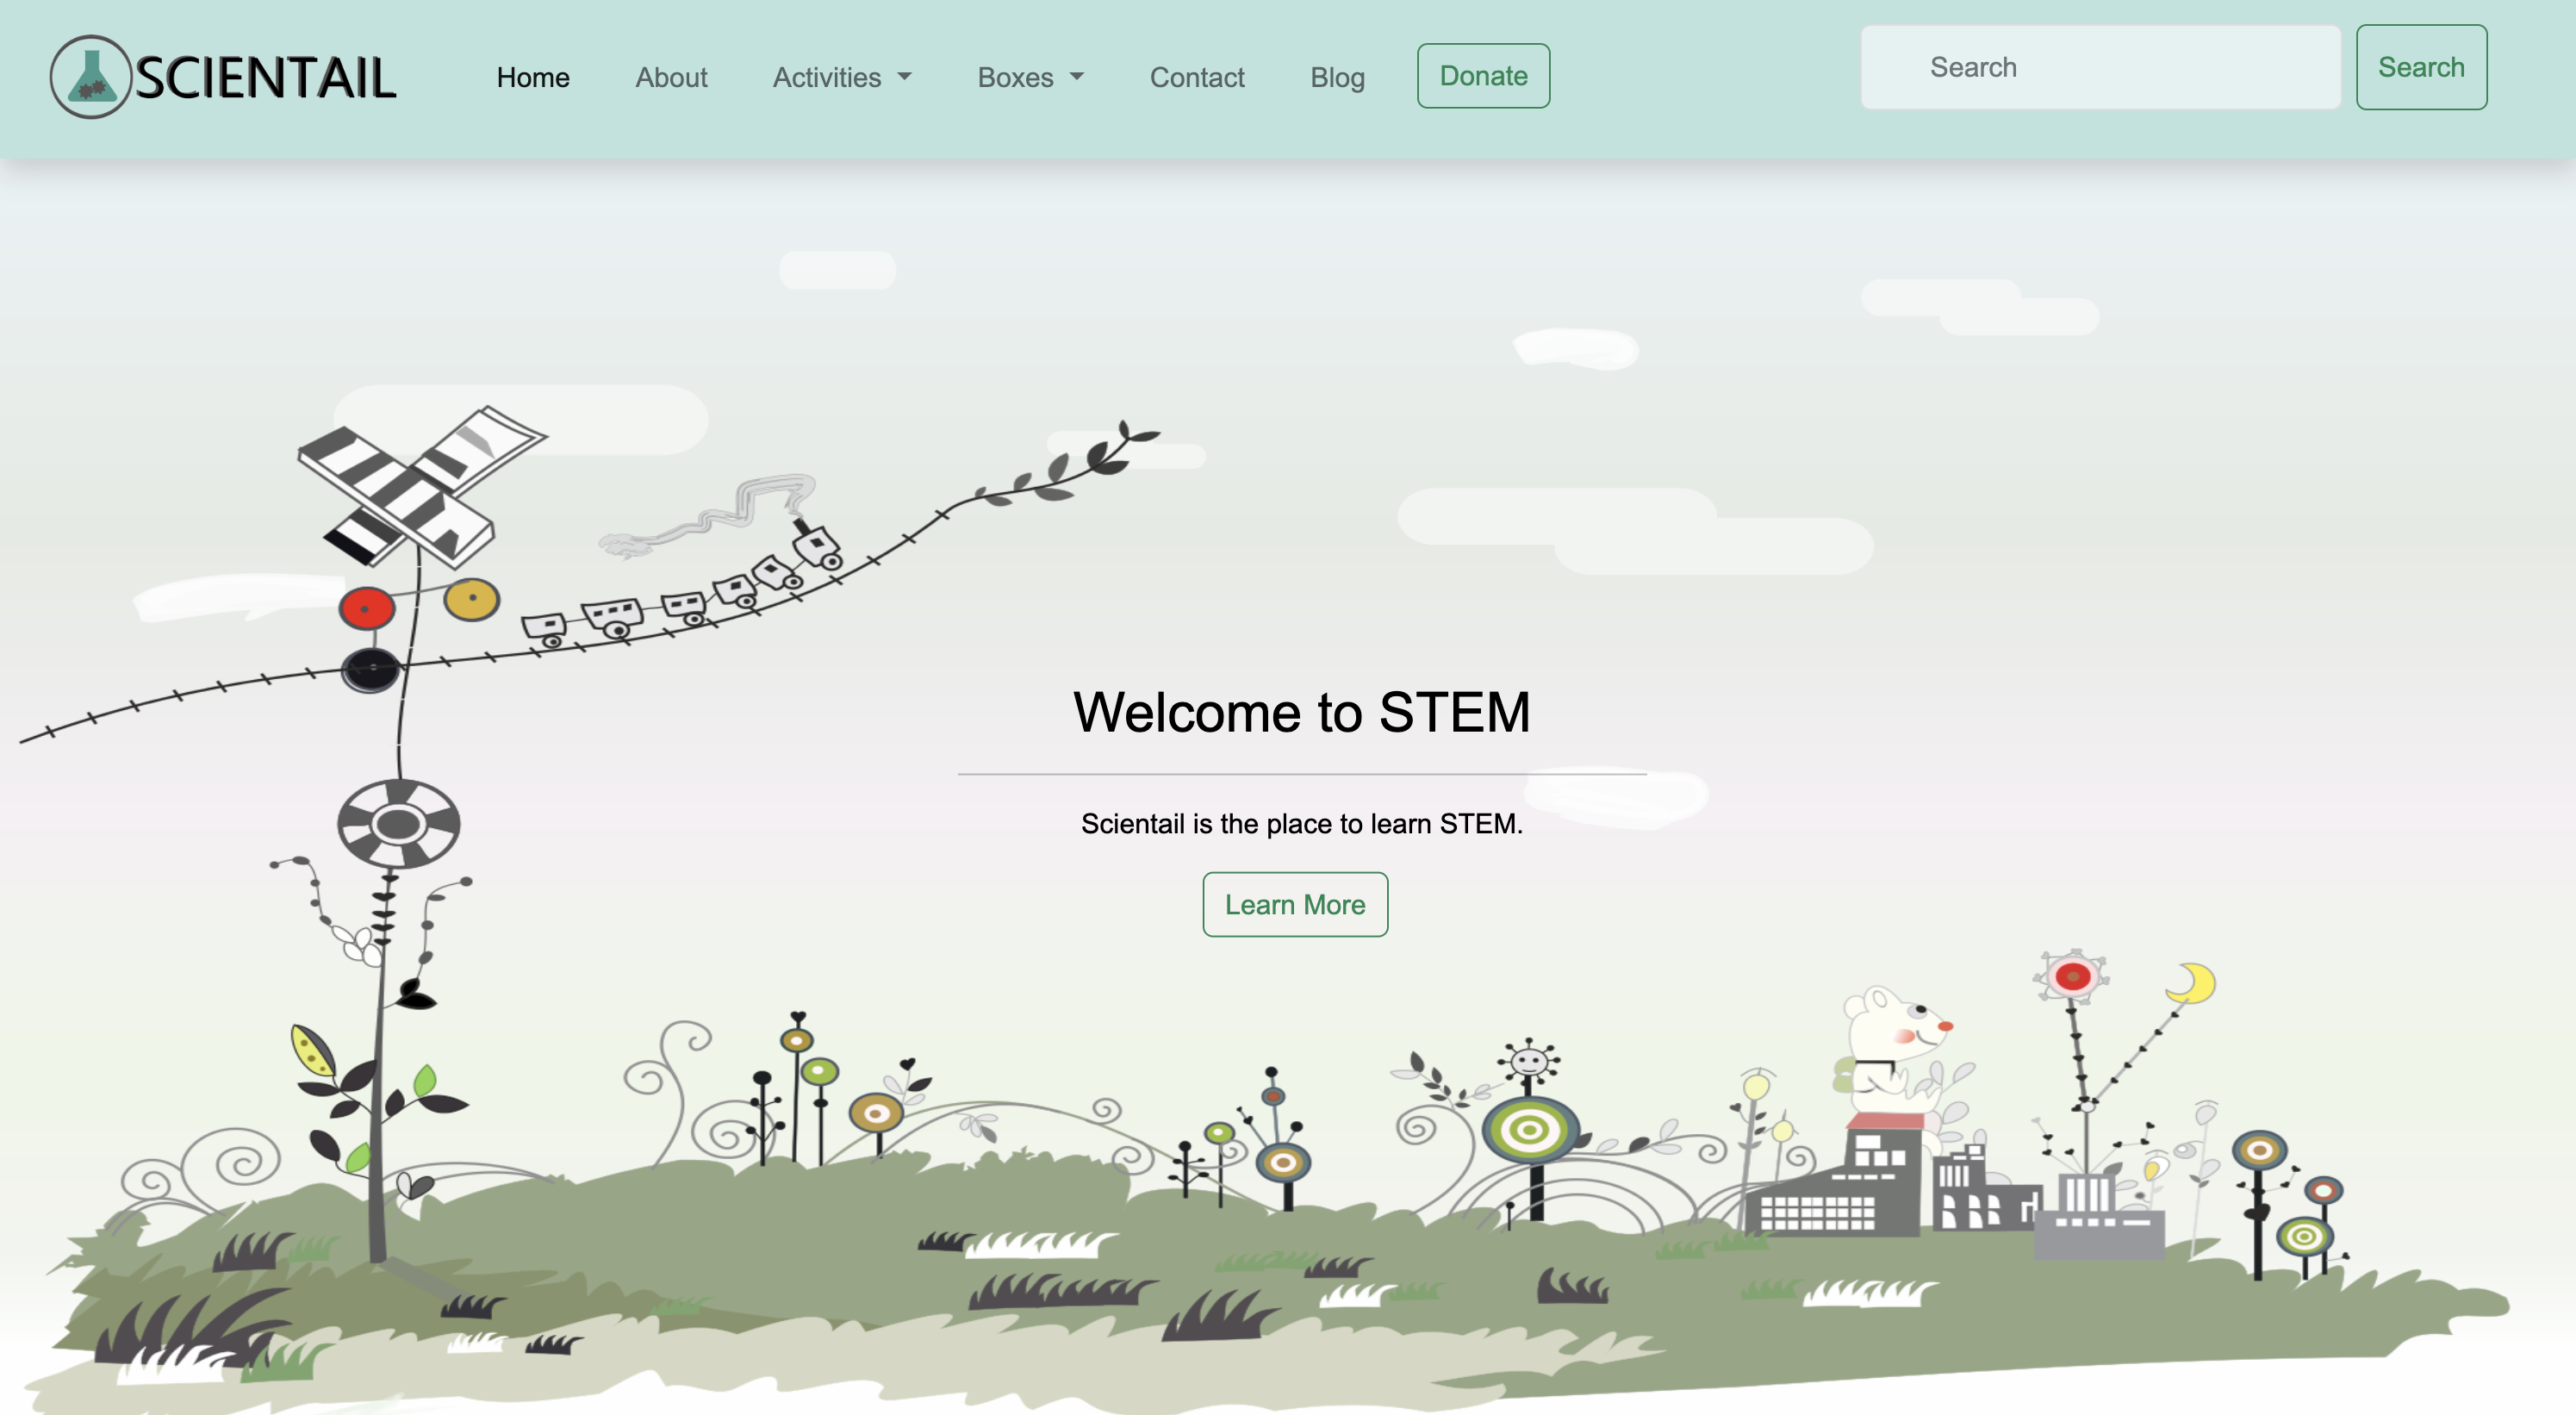 SCIENTAIL
Home About Activities Boxes Contact Blog Donate Search Search
Welcome to STEM
Scientail is the place to learn STEM.
Learn More